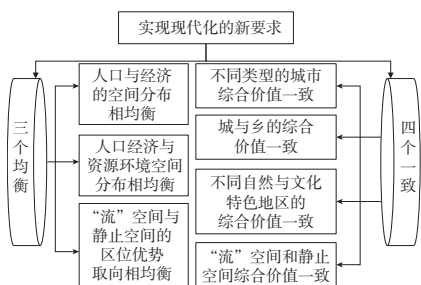 实现现代化的新要求
三个均衡
人口与经济
的空间分布
相均衡
人口经济与
资源环境空间
分布相均衡
“流”空间与
静止空间的
区位优势
取向相均衡
不同类型的城市
综合价值一致
城与乡的综合
价值一致
不同自然与文化
特色地区的
综合价值一致
“流”空间和静止
空间综合价值一致
四个一致